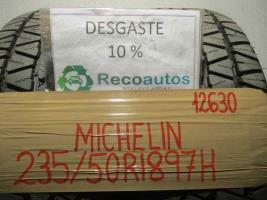 DESGASTE
10 %
Recoautos
12630
MICHELIN
235/50R1897H